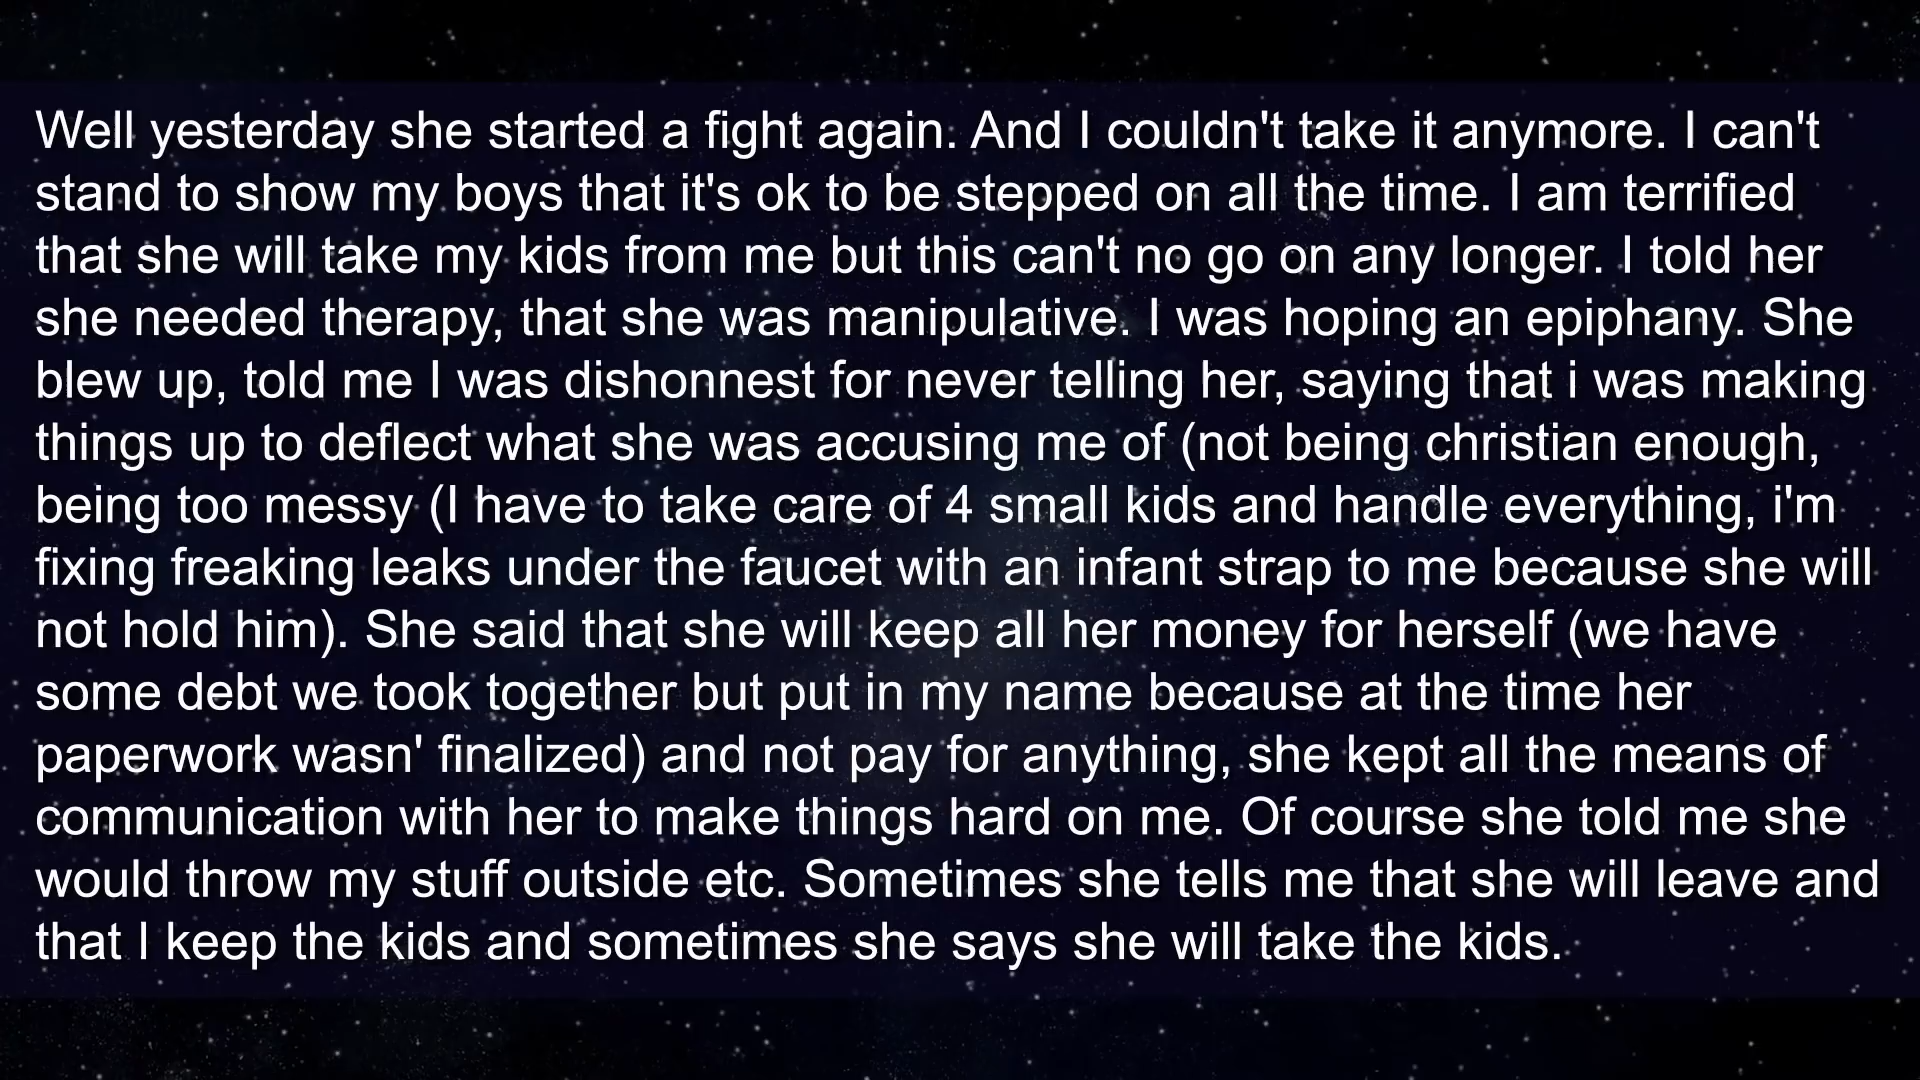 Well yesterday she started a fight again. And I couldn't take it anymore. I can't
stand to show my boys that it's ok to be stepped on all the time. I am terrified
that she will take my kids from me but this can't no go on any longer. I told her
she needed therapy, that she was manipulative. I was hoping an epiphany. She
blew up, told me I was dishonnest for never telling her, saying that i was making
things up to deflect what she was accusing me of (not being christian enough,
being too messy (I have to take care of 4 small kids and handle everything, i'm
fixing freaking leaks under the faucet with an infant strap to me because she will
not hold him). She said that she will keep all her money for herself (we have
some debt we took together but put in my name because at the time her
paperwork wasn' finalized) and not pay for anything, she kept all the means of
communication with her to make things hard on me. Of course she told me she
would throw my stuff outside etc. Sometimes she tells me that she will leave and
that I keep the kids and sometimes she says she will take the kids.